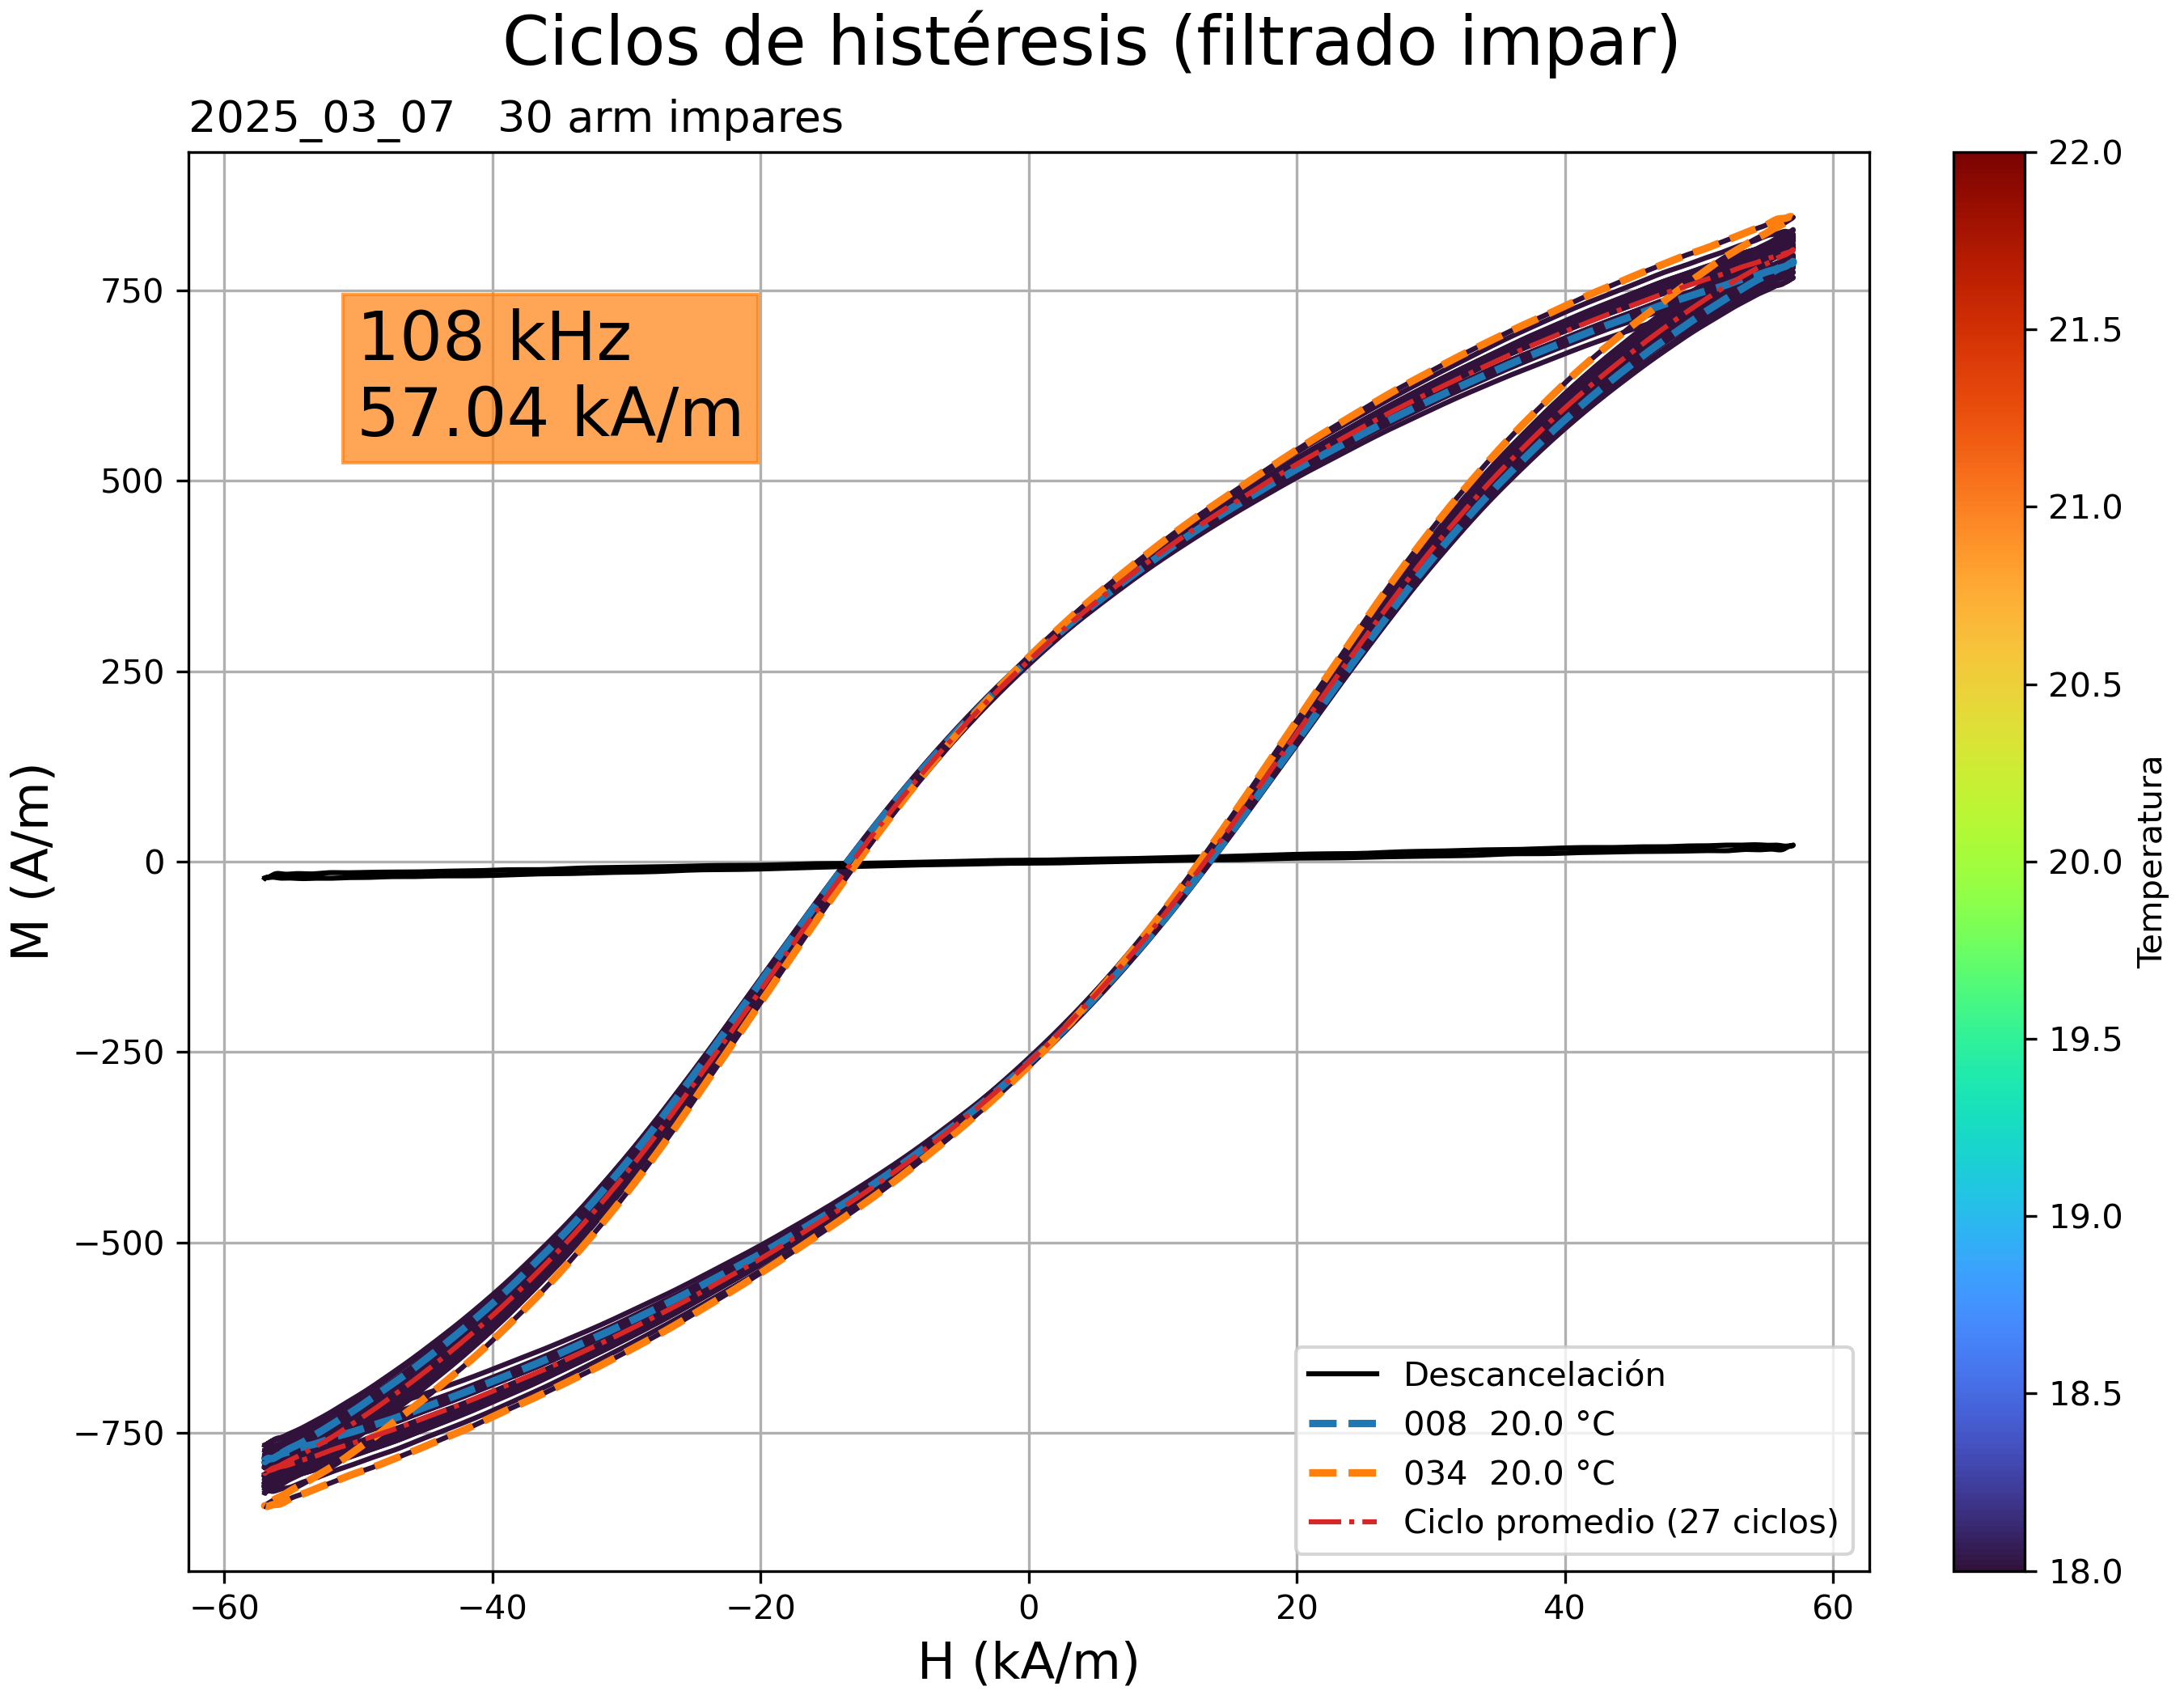 Ciclos de histéresis (filtrado impar)
2025_03_07   30 arm impares
108 kHz
57.04 kA/m
750
500
250
0
−250
−500
−750
M (A/m)
−60
−40
−20
0
20
40
60
H (kA/m)
Descancelación
008  20.0 °C
034  20.0 °C
Ciclo promedio (27 ciclos)
22.0
21.5
21.0
20.5
20.0
19.5
19.0
18.5
18.0
Temperatura